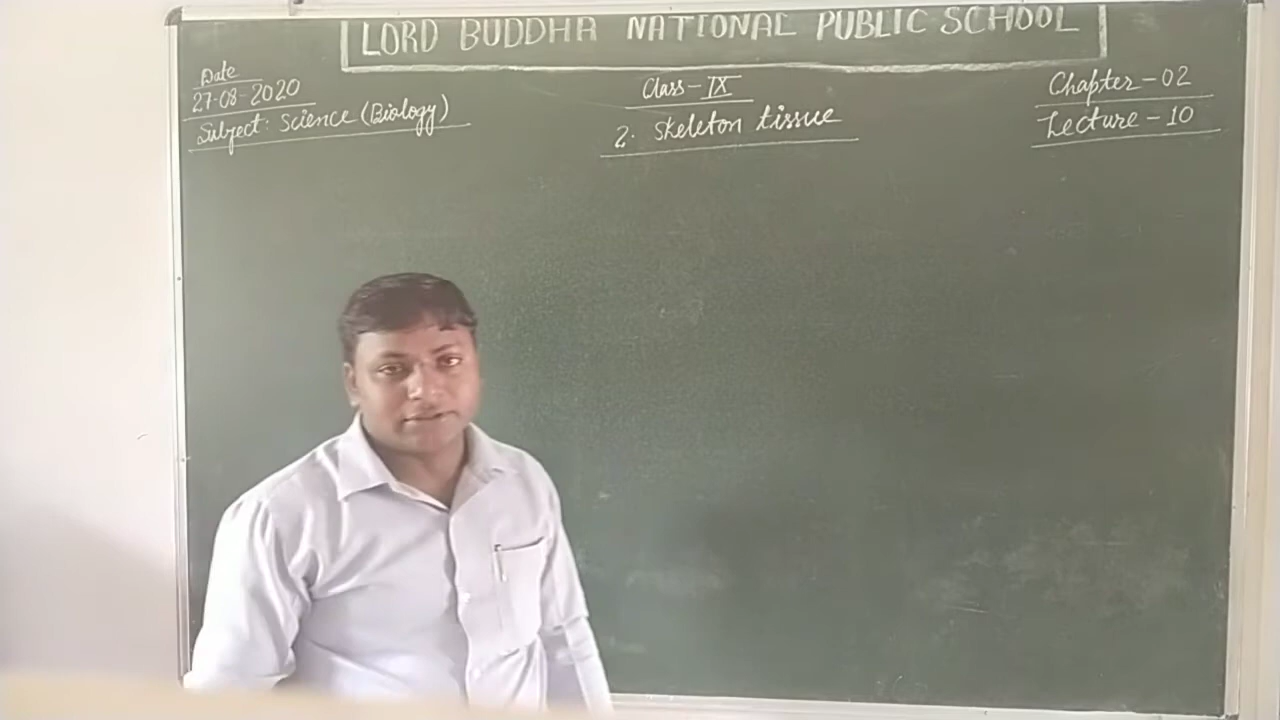 LORD BUDDHA NATIONAL PUBLIC SCHOOL
Date
27-08-2020
Subject: Science (Biology)
Class - IX
2. Skeleton tissue
Chapter - 02
Lecture - 10